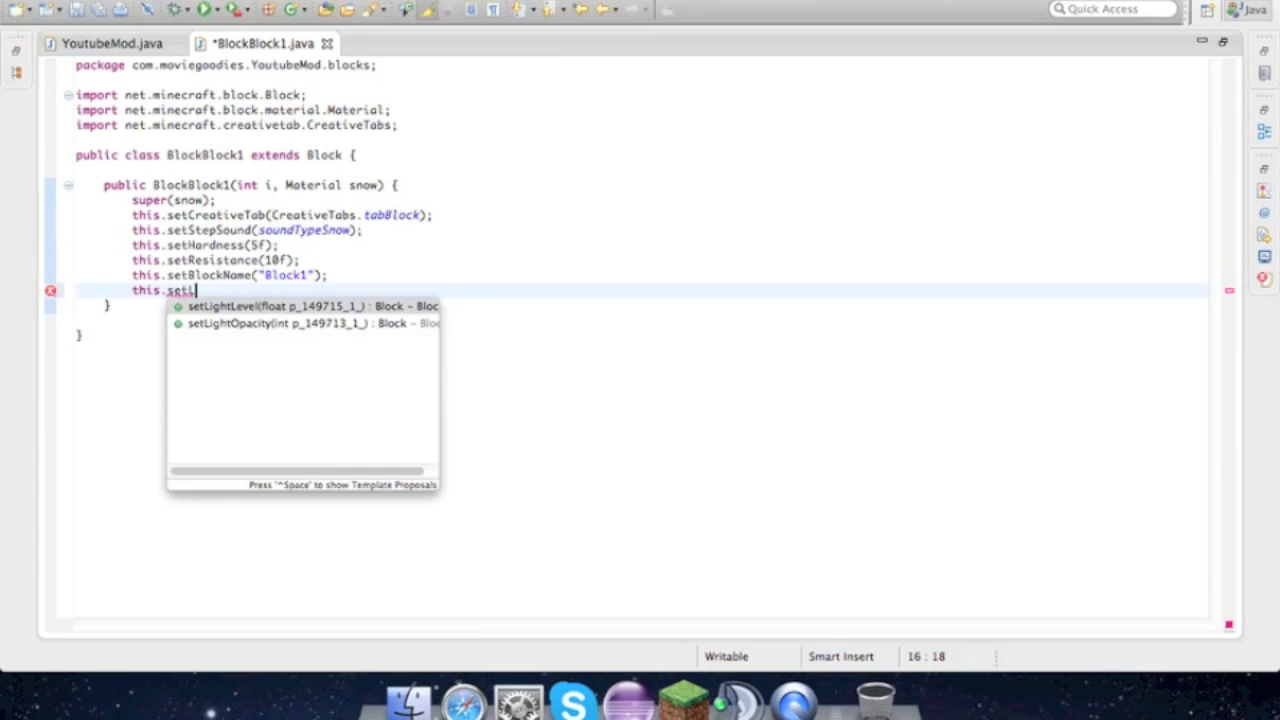 Quick Access
Java
YoutubeMod.java
*BlockBlock1.java
package com.moviegoodies.YoutubeMod.blocks;
import net.minecraft.block.Block;
import net.minecraft.block.material.Material;
import net.minecraft.creativetab.CreativeTabs;
public class BlockBlock1 extends Block {
public BlockBlock1(int i, Material snow) {
super(snow);
this.setCreativeTab(CreativeTabs.tabBlock);
this.setStepSound(soundTypeSnow);
this.setHardness(5f);
this.setResistance(10f);
this.setBlockName("Block1");
this.setL
}
setLightLevel(float p_149715_1_) : Block - Bloc
setLightOpacity(int p_149713_1_) : Block - Bloc
}
Press '^Space' to show Template Proposals
Writable
Smart Insert
16 : 18